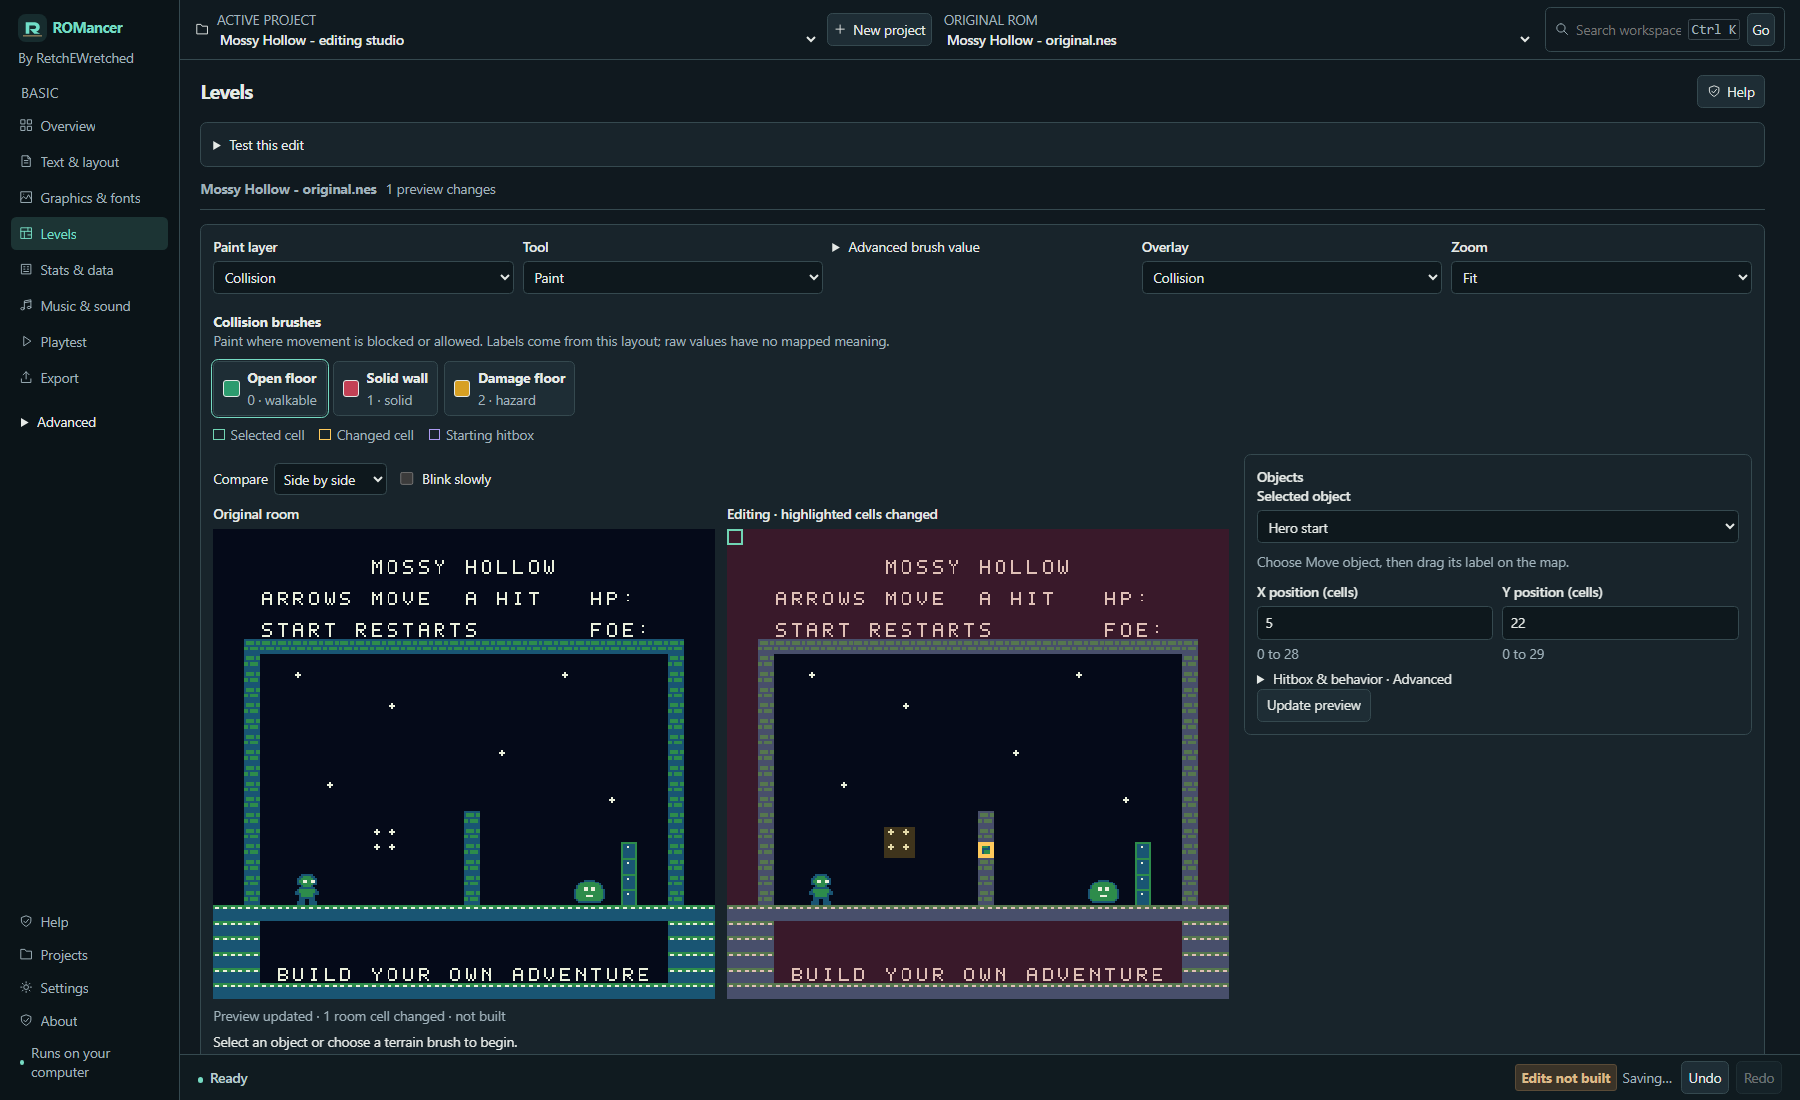 ROMancer
By RetchEWretched
BASIC
Overview
Text & layout
Graphics & fonts
Levels
Stats & data
Music & sound
Playtest
Export
Advanced
Help
Projects
Settings
About
Runs on your
computer
ACTIVE PROJECT
Mossy Hollow - editing studio
New project
ORIGINAL ROM
Mossy Hollow - original.nes
Search workspace
Ctrl K
Go
Levels
Help
Test this edit
Mossy Hollow - original.nes 1 preview changes
Paint layer
Collision
Tool
Paint
Advanced brush value
Overlay
Collision
Zoom
Fit
Collision brushes
Paint where movement is blocked or allowed. Labels come from this layout; raw values have no mapped meaning.
Open floor
0 · walkable
Solid wall
1 · solid
Damage floor
2 · hazard
Selected cell
Changed cell
Starting hitbox
Compare
Side by side
Blink slowly
Original room
MOSSY HOLLOW
ARROWS MOVE A HIT HP:
START RESTARTS FOE:
BUILD YOUR OWN ADVENTURE
Editing · highlighted cells changed
MOSSY HOLLOW
ARROWS MOVE A HIT HP:
START RESTARTS FOE:
BUILD YOUR OWN ADVENTURE
Objects
Selected object
Hero start
Choose Move object, then drag its label on the map.
X position (cells)
5
0 to 28
Y position (cells)
22
0 to 29
Hitbox & behavior · Advanced
Update preview
Preview updated · 1 room cell changed · not built
Select an object or choose a terrain brush to begin.
Ready
Edits not built
Saving...
Undo
Redo